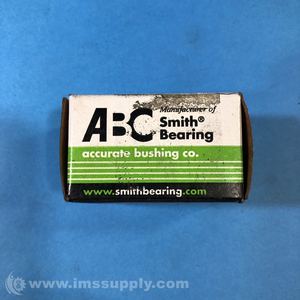 ABC
Manufacturer of
Smith®
Bearing
accurate bushing co.
www.smithbearing.com
© www.imssupply.com